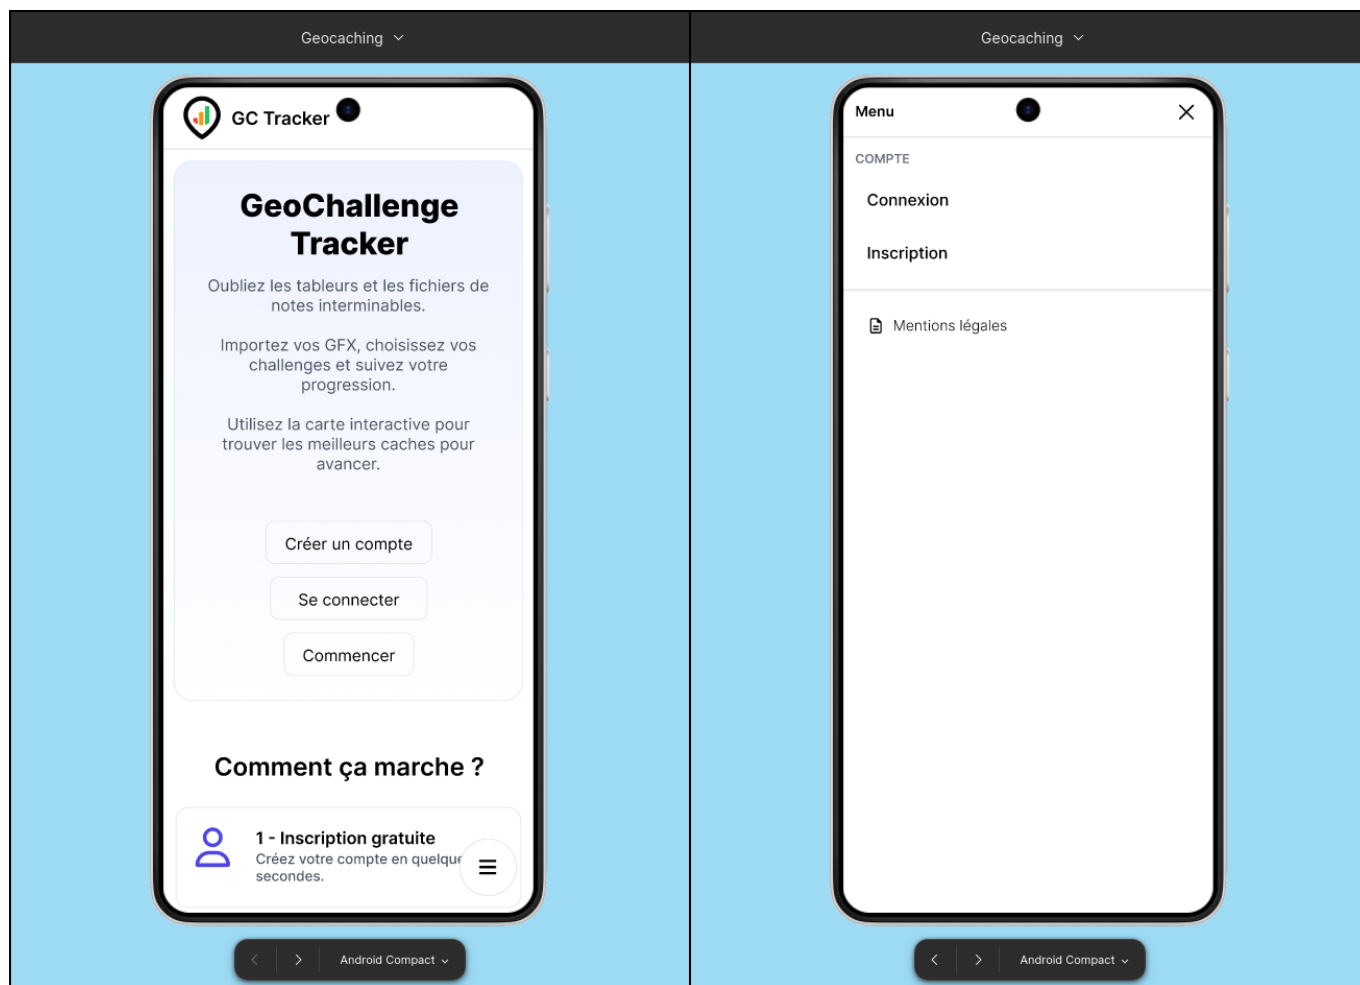 Geocaching
GC Tracker
GeoChallenge
Tracker
Oubliez les tableurs et les fichiers de
notes interminables.
Importez vos GFX, choisissez vos
challenges et suivez votre
progression.
Utilisez la carte interactive pour
trouver les meilleurs caches pour
avancer.
Créer un compte
Se connecter
Commencer
Comment ça marche ?
1 - Inscription gratuite
Créez votre compte en quelque
secondes.
Android Compact
Geocaching
Menu
COMPTE
Connexion
Inscription
Mentions légales
Android Compact